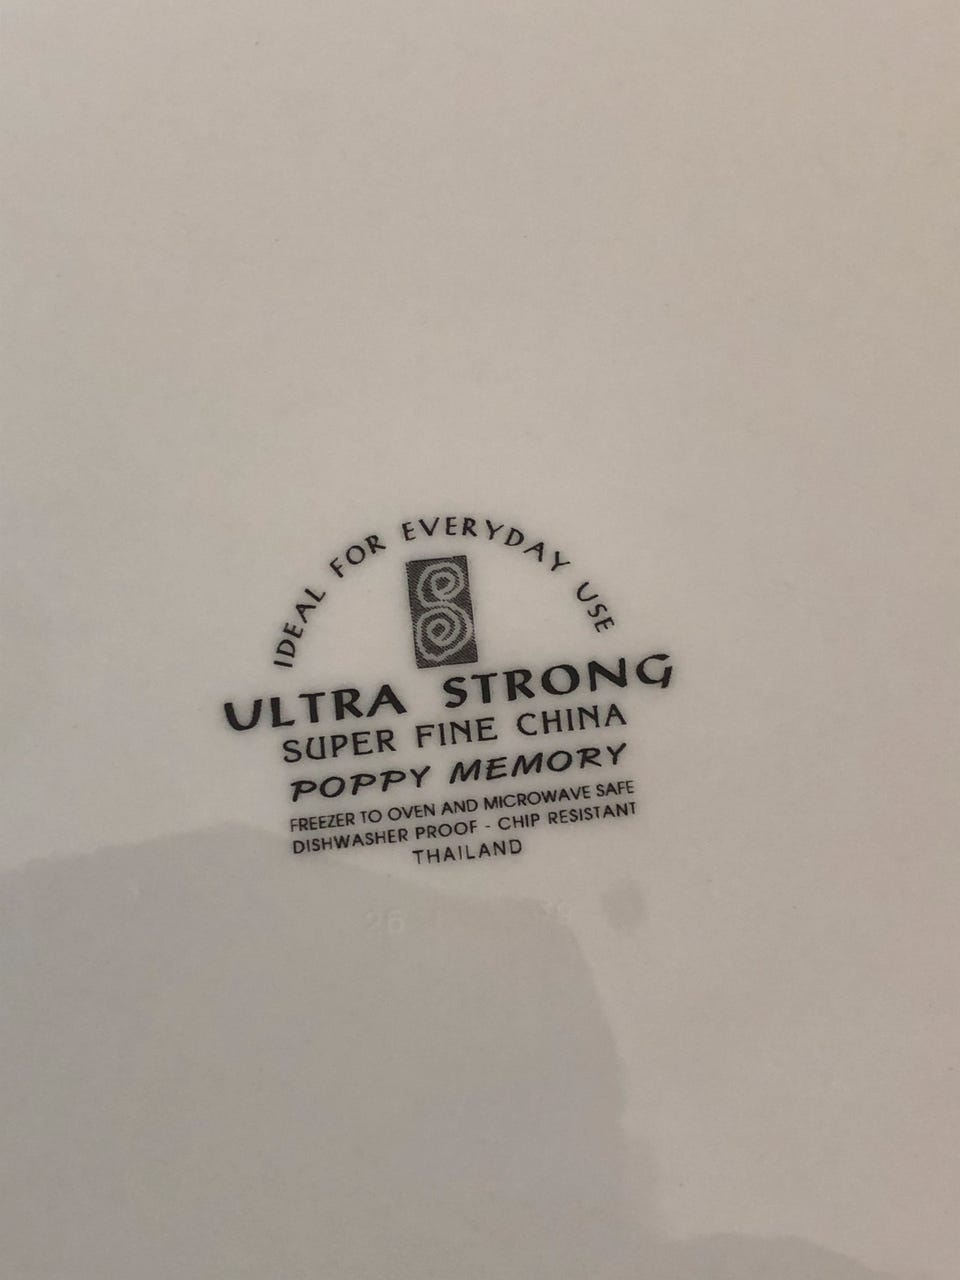 IDEAL FOR EVERYDAY USE
ULTRA STRONG
SUPER FINE CHINA
POPPY MEMORY
FREEZER TO OVEN AND MICROWAVE SAFE
DISHWASHER PROOF - CHIP RESISTANT
THAILAND
26